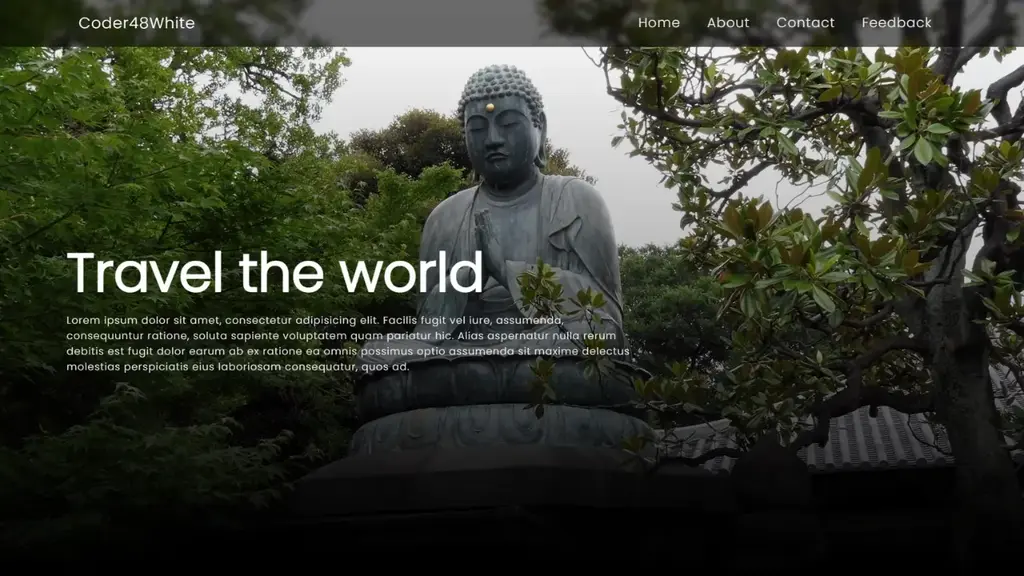 Coder48White
Home About Contact Feedback
Travel the world
Lorem ipsum dolor sit amet, consectetur adipisicing elit. Facilis fugit vel iure, assumenda,
consequuntur ratione, soluta sapiente voluptatem quam pariatur hic. Alias aspernatur nulla rerum
debitis est fugit dolor earum ab ex ratione ea omnis possimus optio assumenda sit maxime delectus
molestias perspiciatis eius laboriosam consequatur, quos ad.